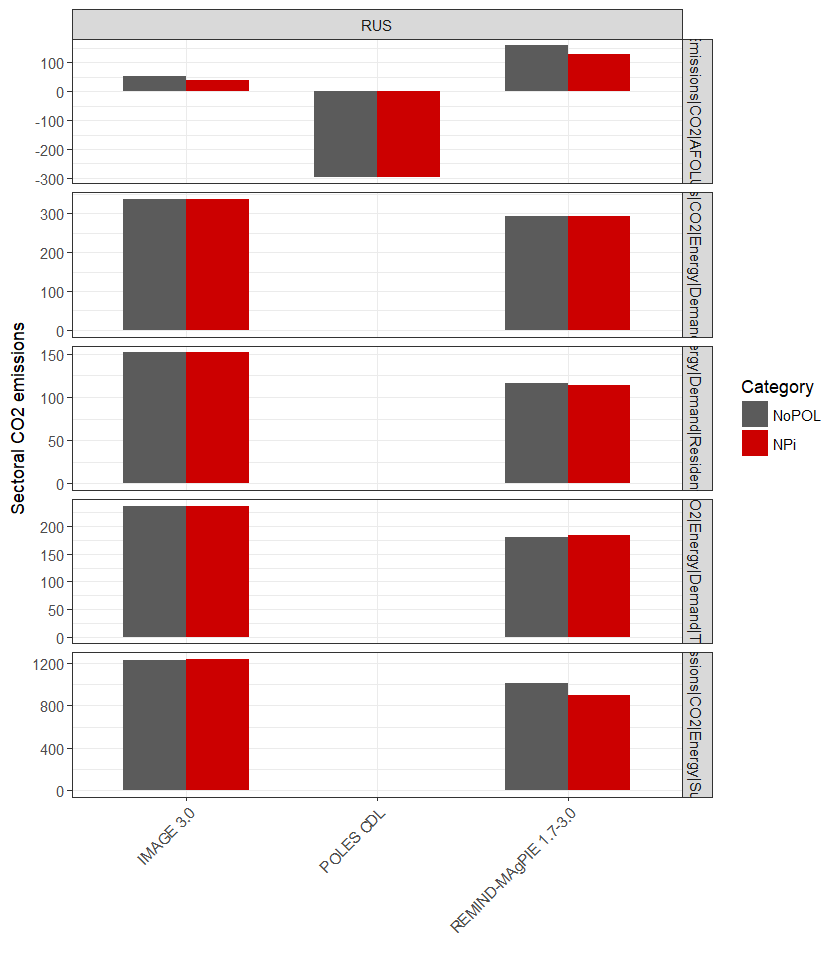 RUS
Sectoral CO2 emissions
100
0
-100
-200
-300
Emissions|CO2|AFOLU
300
200
100
0
s|CO2|Energy|Demand
150
100
50
0
ergy|Demand|Residen
200
150
100
50
0
O2|Energy|Demand|T
1200
800
400
0
ssions|CO2|Energy|Su
IMAGE 3.0
POLES CDL
REMIND-MAgPIE 1.7-3.0
Category
NoPOL
NPi